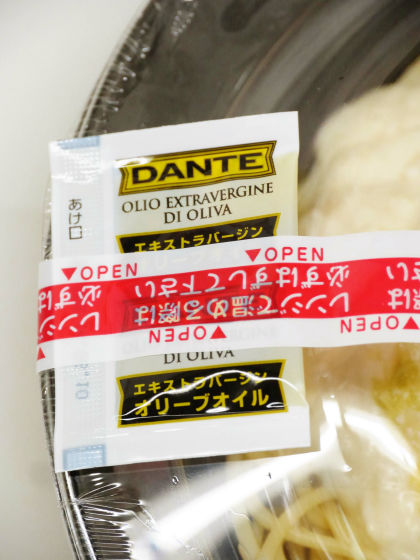 DANTE
OLIO EXTRAVERGINE
DI OLIVA
エキストラバージン
あけ口
OPEN
OPEN
レンジで温める際は
必ずはずして下さい
OPEN
OPEN
DI OLIVA
エキストラバージン
オリーブオイル